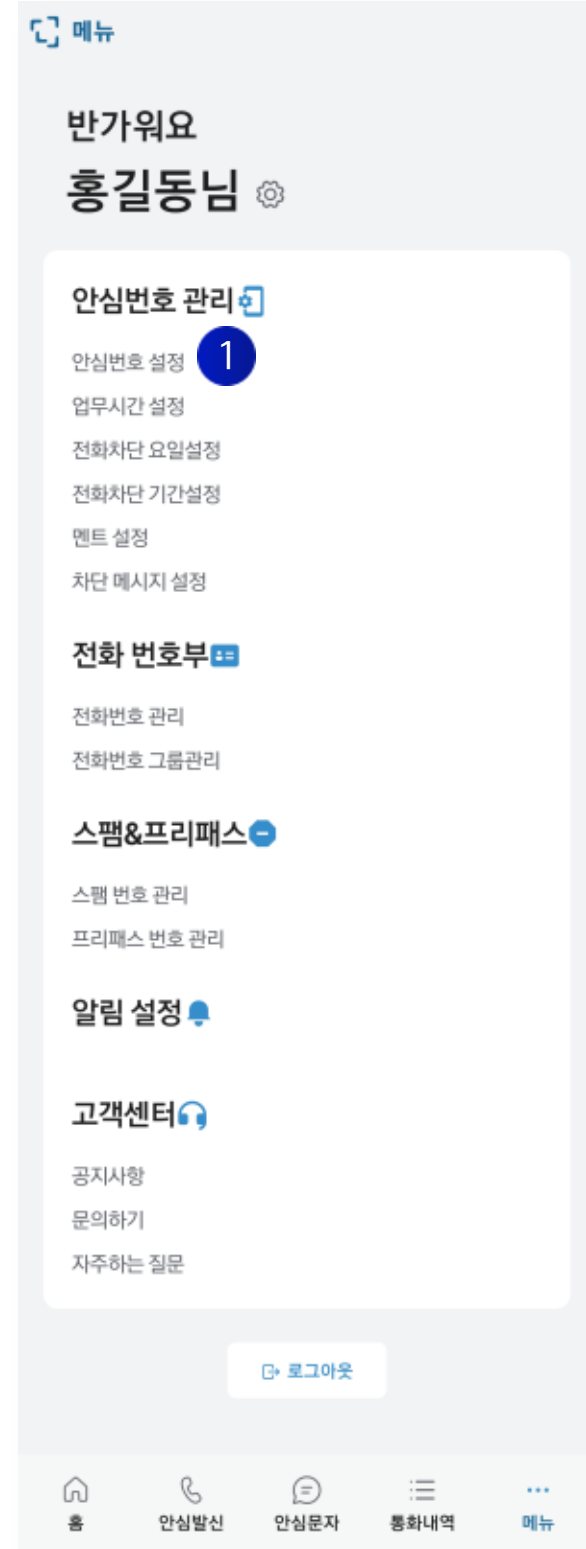 메뉴
반가워요
홍길동님
안심번호 관리
안심번호 설정 1
업무시간 설정
전화차단 요일설정
전화차단 기간설정
멘트 설정
차단 메시지 설정
전화 번호부
전화번호 관리
전화번호 그룹관리
스팸&프리패스
스팸 번호 관리
프리패스 번호 관리
알림 설정
고객센터
공지사항
문의하기
자주하는 질문
로그아웃
홈 안심발신 안심문자 통화내역 메뉴